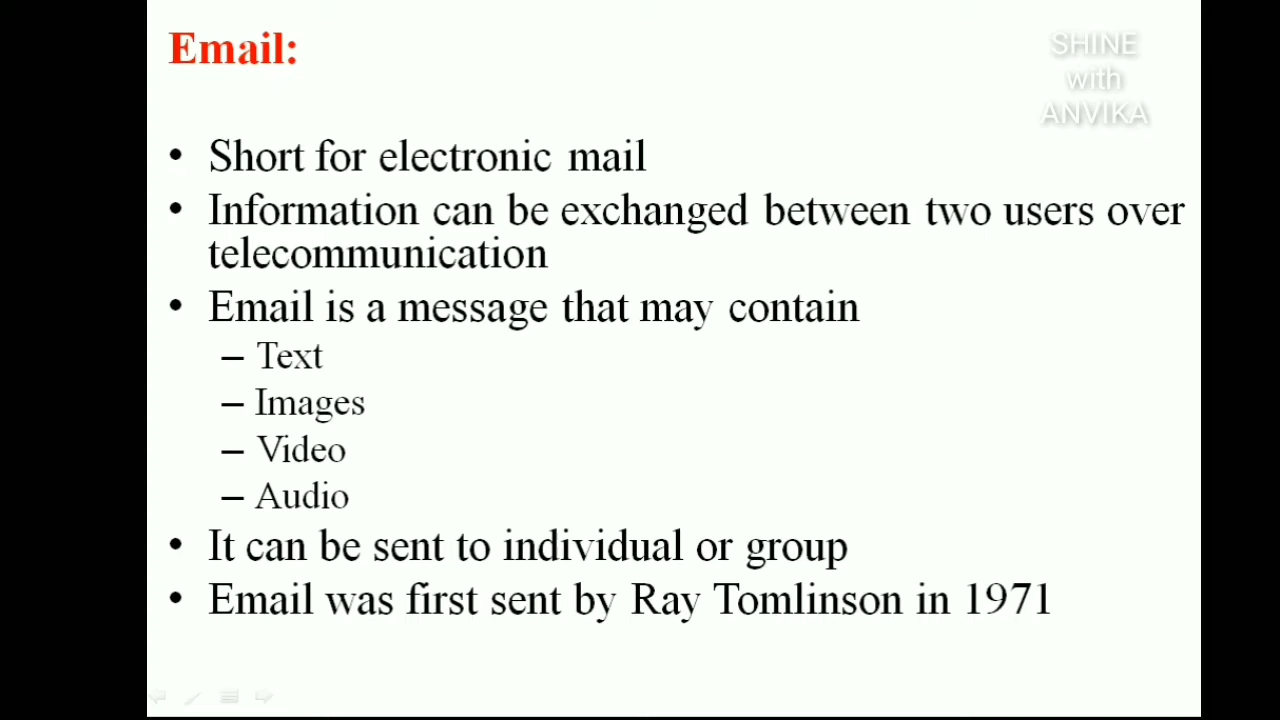 Email:
SHINE
with
ANVIKA
• Short for electronic mail
• Information can be exchanged between two users over
telecommunication
• Email is a message that may contain
– Text
– Images
– Video
– Audio
• It can be sent to individual or group
• Email was first sent by Ray Tomlinson in 1971